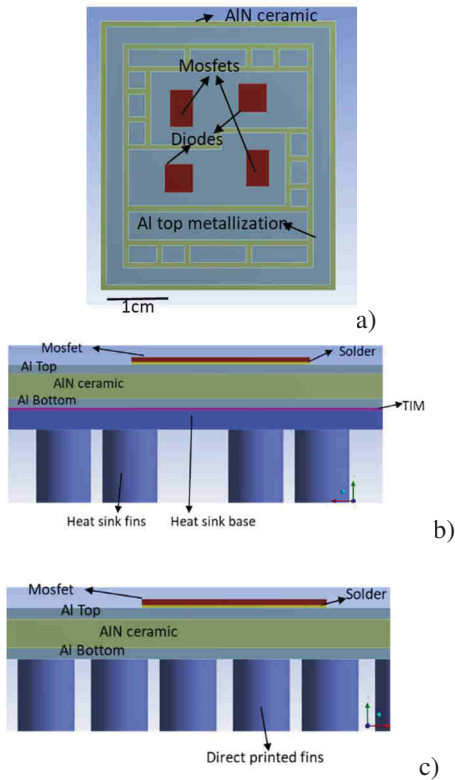 AlN ceramic
Mosfets
Diodes
Al top metallization
1cm
a)
Mosfet
Solder
Al Top
AlN ceramic
Al Bottom
TIM
Heat sink fins
Heat sink base
b)
Mosfet
Solder
Al Top
AlN ceramic
Al Bottom
Direct printed fins
c)